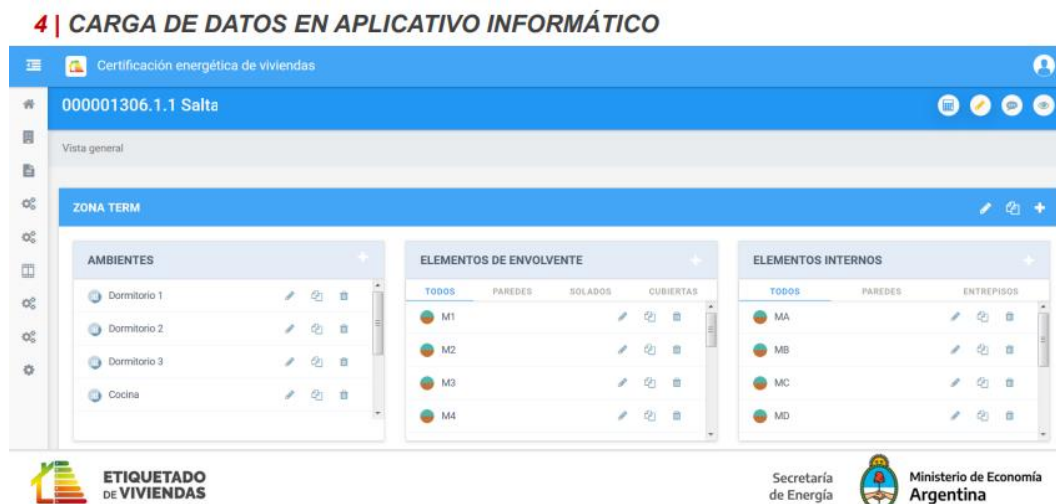 4 | CARGA DE DATOS EN APLICATIVO INFORMÁTICO
Certificación energética de viviendas
000001306.1.1 Salta
Vista general
ZONA TERM
AMBIENTES
Dormitorio 1
Dormitorio 2
Dormitorio 3
Cocina
ELEMENTOS DE ENVOLVENTE
TODOS PAREDES SOLADOS CUBIERTAS
M1
M2
M3
M4
ELEMENTOS INTERNOS
TODOS PAREDES ENTREPISOS
MA
MB
MC
MD
ETIQUETADO
DE VIVIENDAS
Secretaría
de Energía
Ministerio de Economía
Argentina